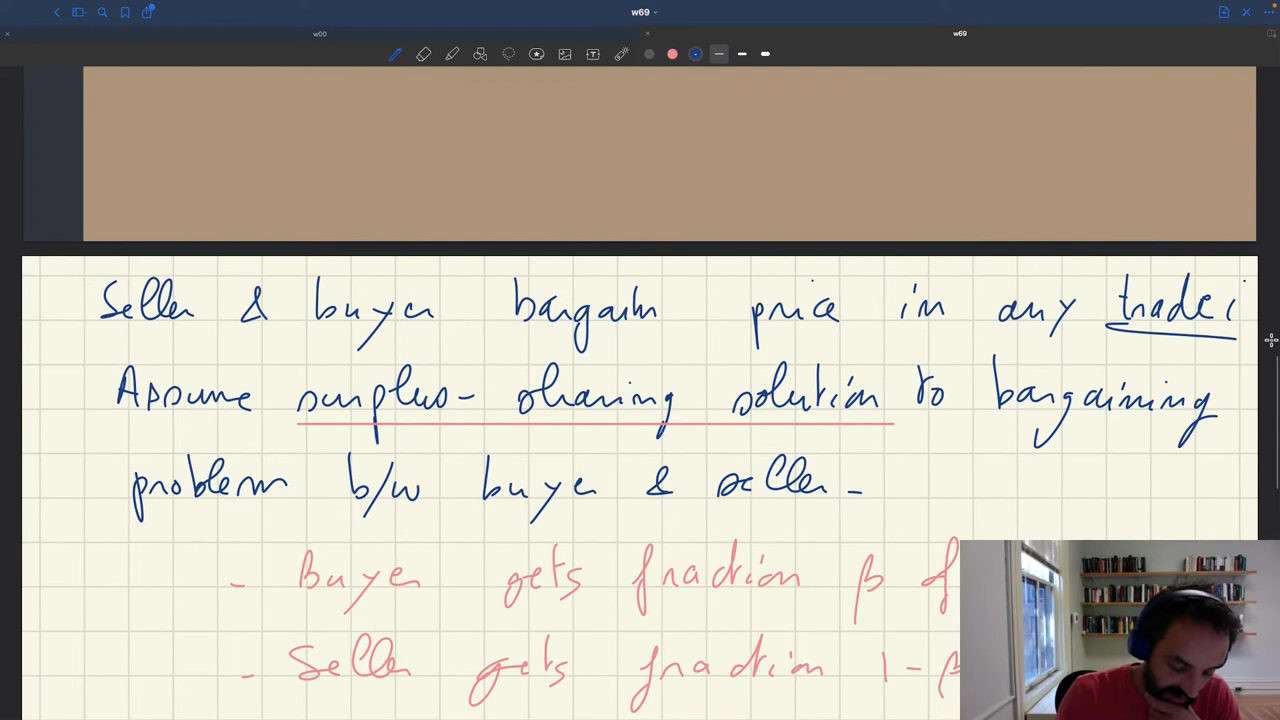 w69
w00
w69
Seller & buyer bargain price in any trade:
Assume surplus-sharing solution to bargaining
problem b/w buyer & seller -
- Buyer gets fraction β of
- Seller gets fraction 1-β